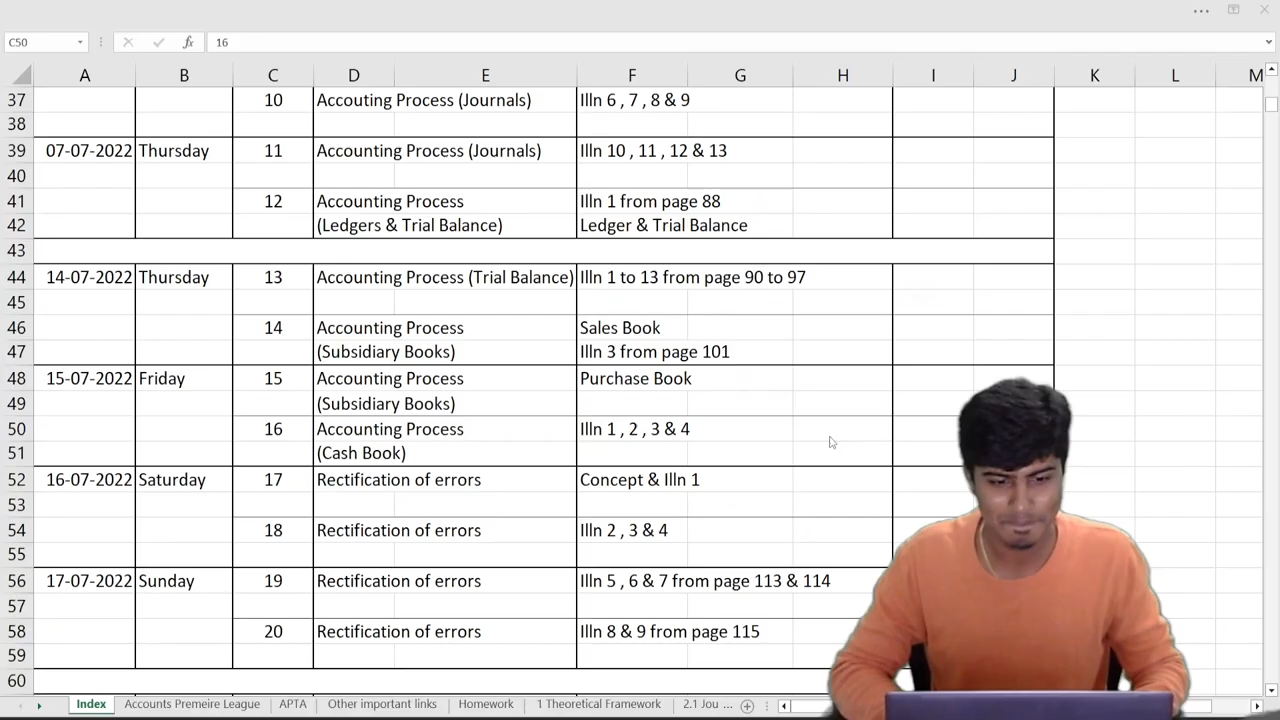 C50 fx 16
A B C D E F G H I J K L M
37 10 Accouting Process (Journals) Illn 6 , 7 , 8 & 9
38
39 07-07-2022 Thursday 11 Accounting Process (Journals) Illn 10 , 11 , 12 & 13
40
41 12 Accounting Process Illn 1 from page 88
42 (Ledgers & Trial Balance) Ledger & Trial Balance
43
44 14-07-2022 Thursday 13 Accounting Process (Trial Balance) Illn 1 to 13 from page 90 to 97
45
46 14 Accounting Process Sales Book
47 (Subsidiary Books) Illn 3 from page 101
48 15-07-2022 Friday 15 Accounting Process Purchase Book
49 (Subsidiary Books)
50 16 Accounting Process Illn 1 , 2 , 3 & 4
51 (Cash Book)
52 16-07-2022 Saturday 17 Rectification of errors Concept & Illn 1
53
54 18 Rectification of errors Illn 2 , 3 & 4
55
56 17-07-2022 Sunday 19 Rectification of errors Illn 5 , 6 & 7 from page 113 & 114
57
58 20 Rectification of errors Illn 8 & 9 from page 115
59
60
Index Accounts Premeire League APTA Other important links Homework 1 Theoretical Framework 2.1 Jou ...